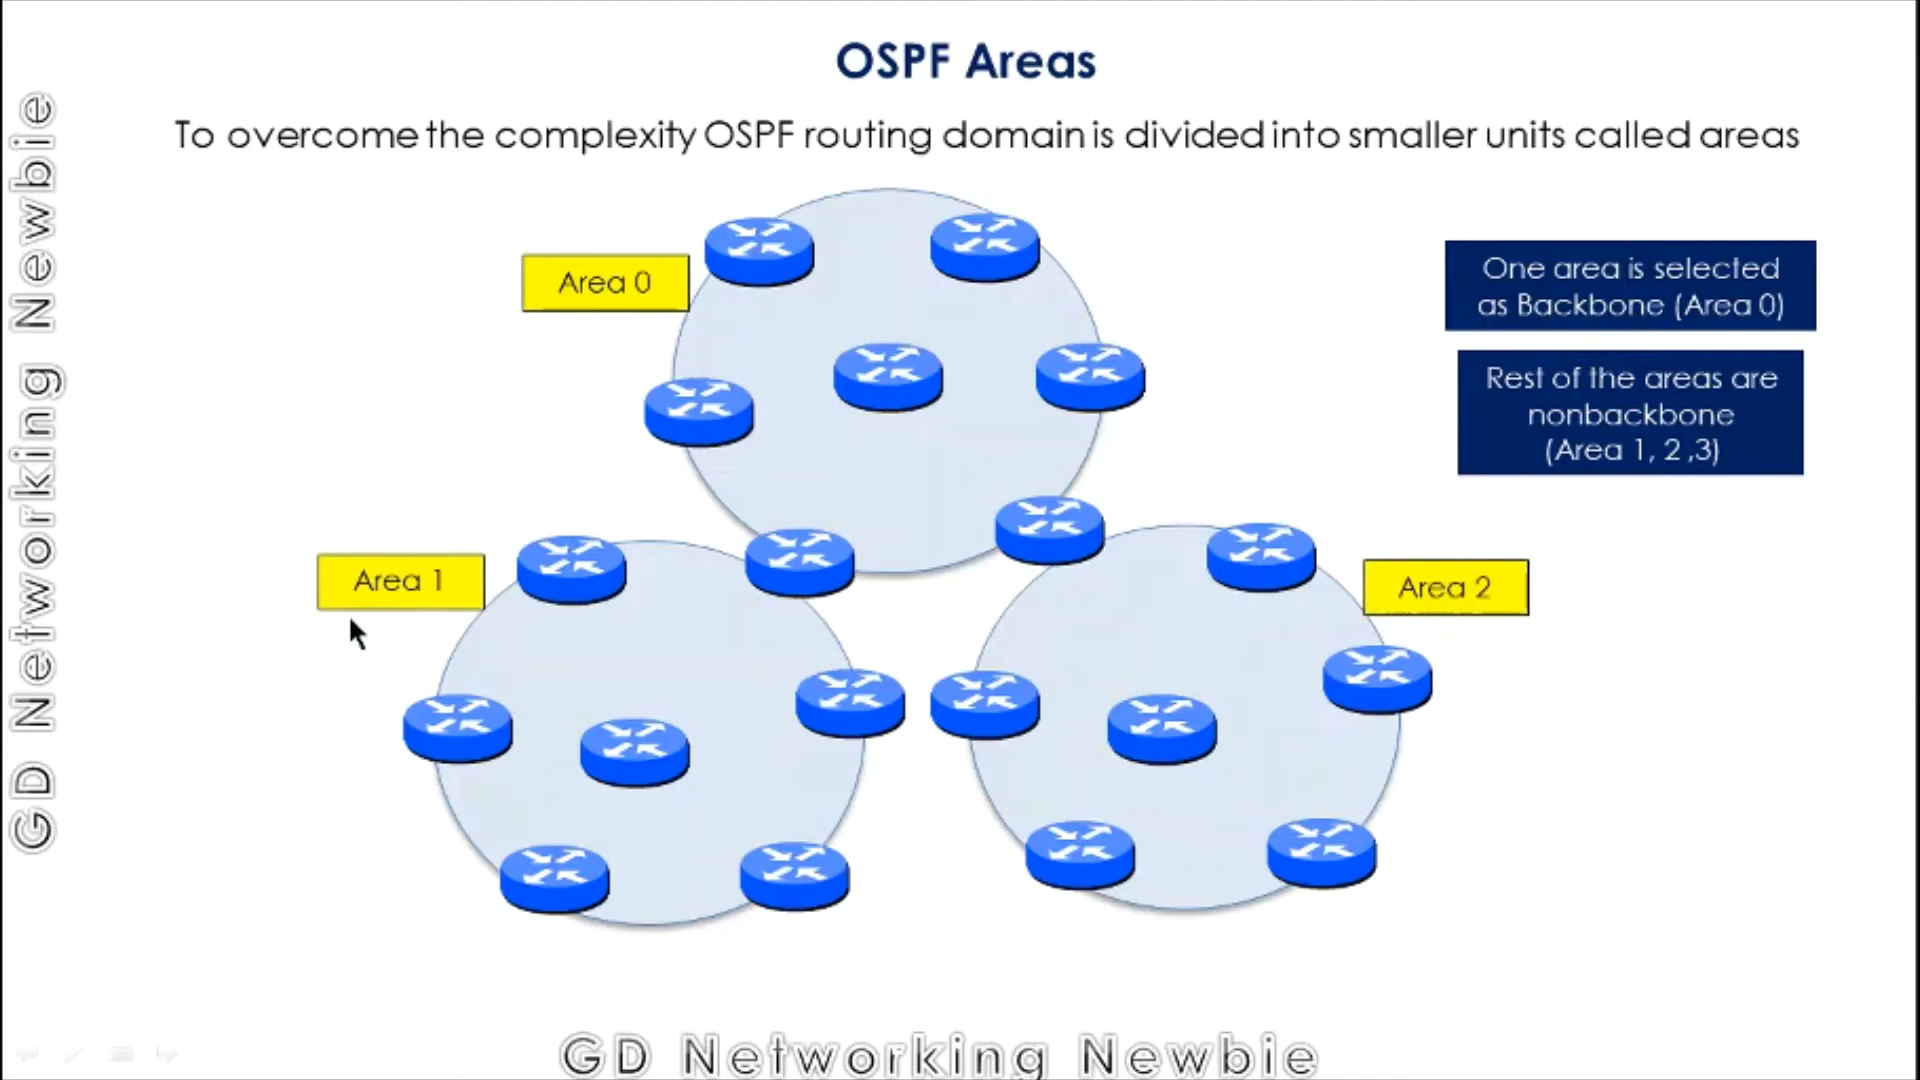 OSPF Areas
To overcome the complexity OSPF routing domain is divided into smaller units called areas
Area 0
One area is selected
as Backbone (Area 0)
Rest of the areas are
nonbackbone
(Area 1, 2 ,3)
Area 1
Area 2
GD Networking Newbie
GD Networking Newbie